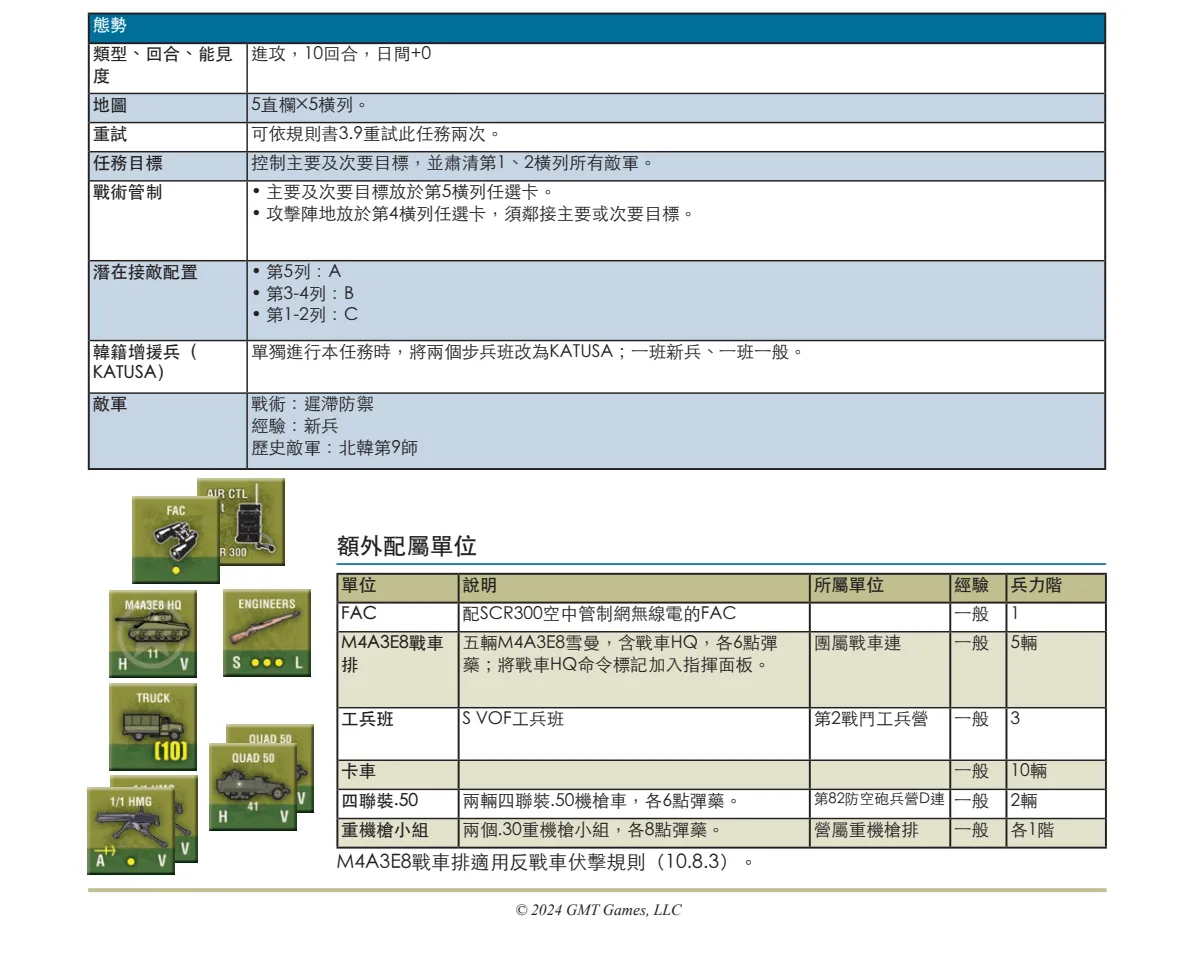 態勢
類型、回合、能見
度
進攻，10回合，日間+0
地圖
5直欄×5橫列。
重試
可依規則書3.9重試此任務兩次。
任務目標
控制主要及次要目標，並肅清第1、2橫列所有敵軍。
戰術管制
• 主要及次要目標放於第5橫列任選卡。
• 攻擊陣地放於第4橫列任選卡，須鄰接主要或次要目標。
潛在接敵配置
• 第5列：A
• 第3-4列：B
• 第1-2列：C
韓籍增援兵（
KATUSA）
單獨進行本任務時，將兩個步兵班改為KATUSA；一班新兵、一班一般。
敵軍
戰術：遲滯防禦
經驗：新兵
歷史敵軍：北韓第9師
AIR CTL
FAC
R 300
M4A3E8 HQ
11
H V
ENGINEERS
S L
TRUCK
(10)
QUAD 50
V
QUAD 50
41
H V
1/1 HMG
V
1/1 HMG
A V
額外配屬單位
單位 說明 所屬單位 經驗 兵力階
FAC 配SCR300空中管制網無線電的FAC 一般 1
M4A3E8戰車
排
五輛M4A3E8雪曼，含戰車HQ，各6點彈
藥；將戰車HQ命令標記加入指揮面板。
團屬戰車連 一般 5輛
工兵班 S VOF工兵班 第2戰鬥工兵營 一般 3
卡車 一般 10輛
四聯裝.50 兩輛四聯裝.50機槍車，各6點彈藥。 第82防空砲兵營D連 一般 2輛
重機槍小組 兩個.30重機槍小組，各8點彈藥。 營屬重機槍排 一般 各1階
M4A3E8戰車排適用反戰車伏擊規則（10.8.3）。
© 2024 GMT Games, LLC